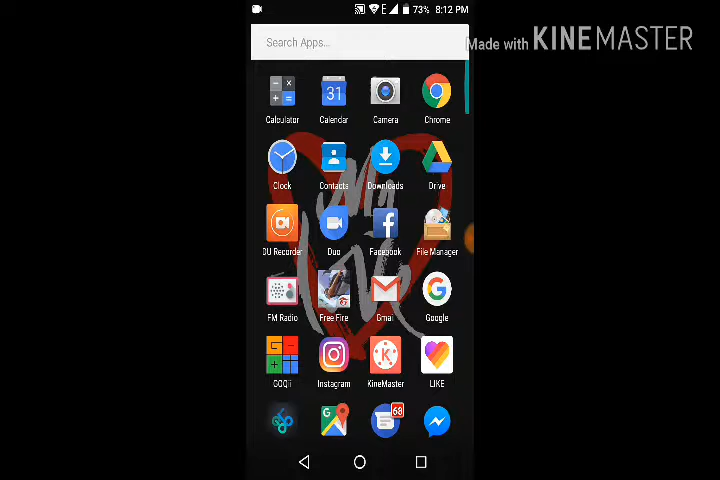 E 73% 8:12 PM
Search Apps...
Made with KINEMASTER
31
Calculator Calendar Camera Chrome
Clock Contacts Downloads Drive
My
DU Recorder Duo Facebook File Manager
FM Radio Free Fire Gmail Google
GOQii Instagram KineMaster LIKE
68